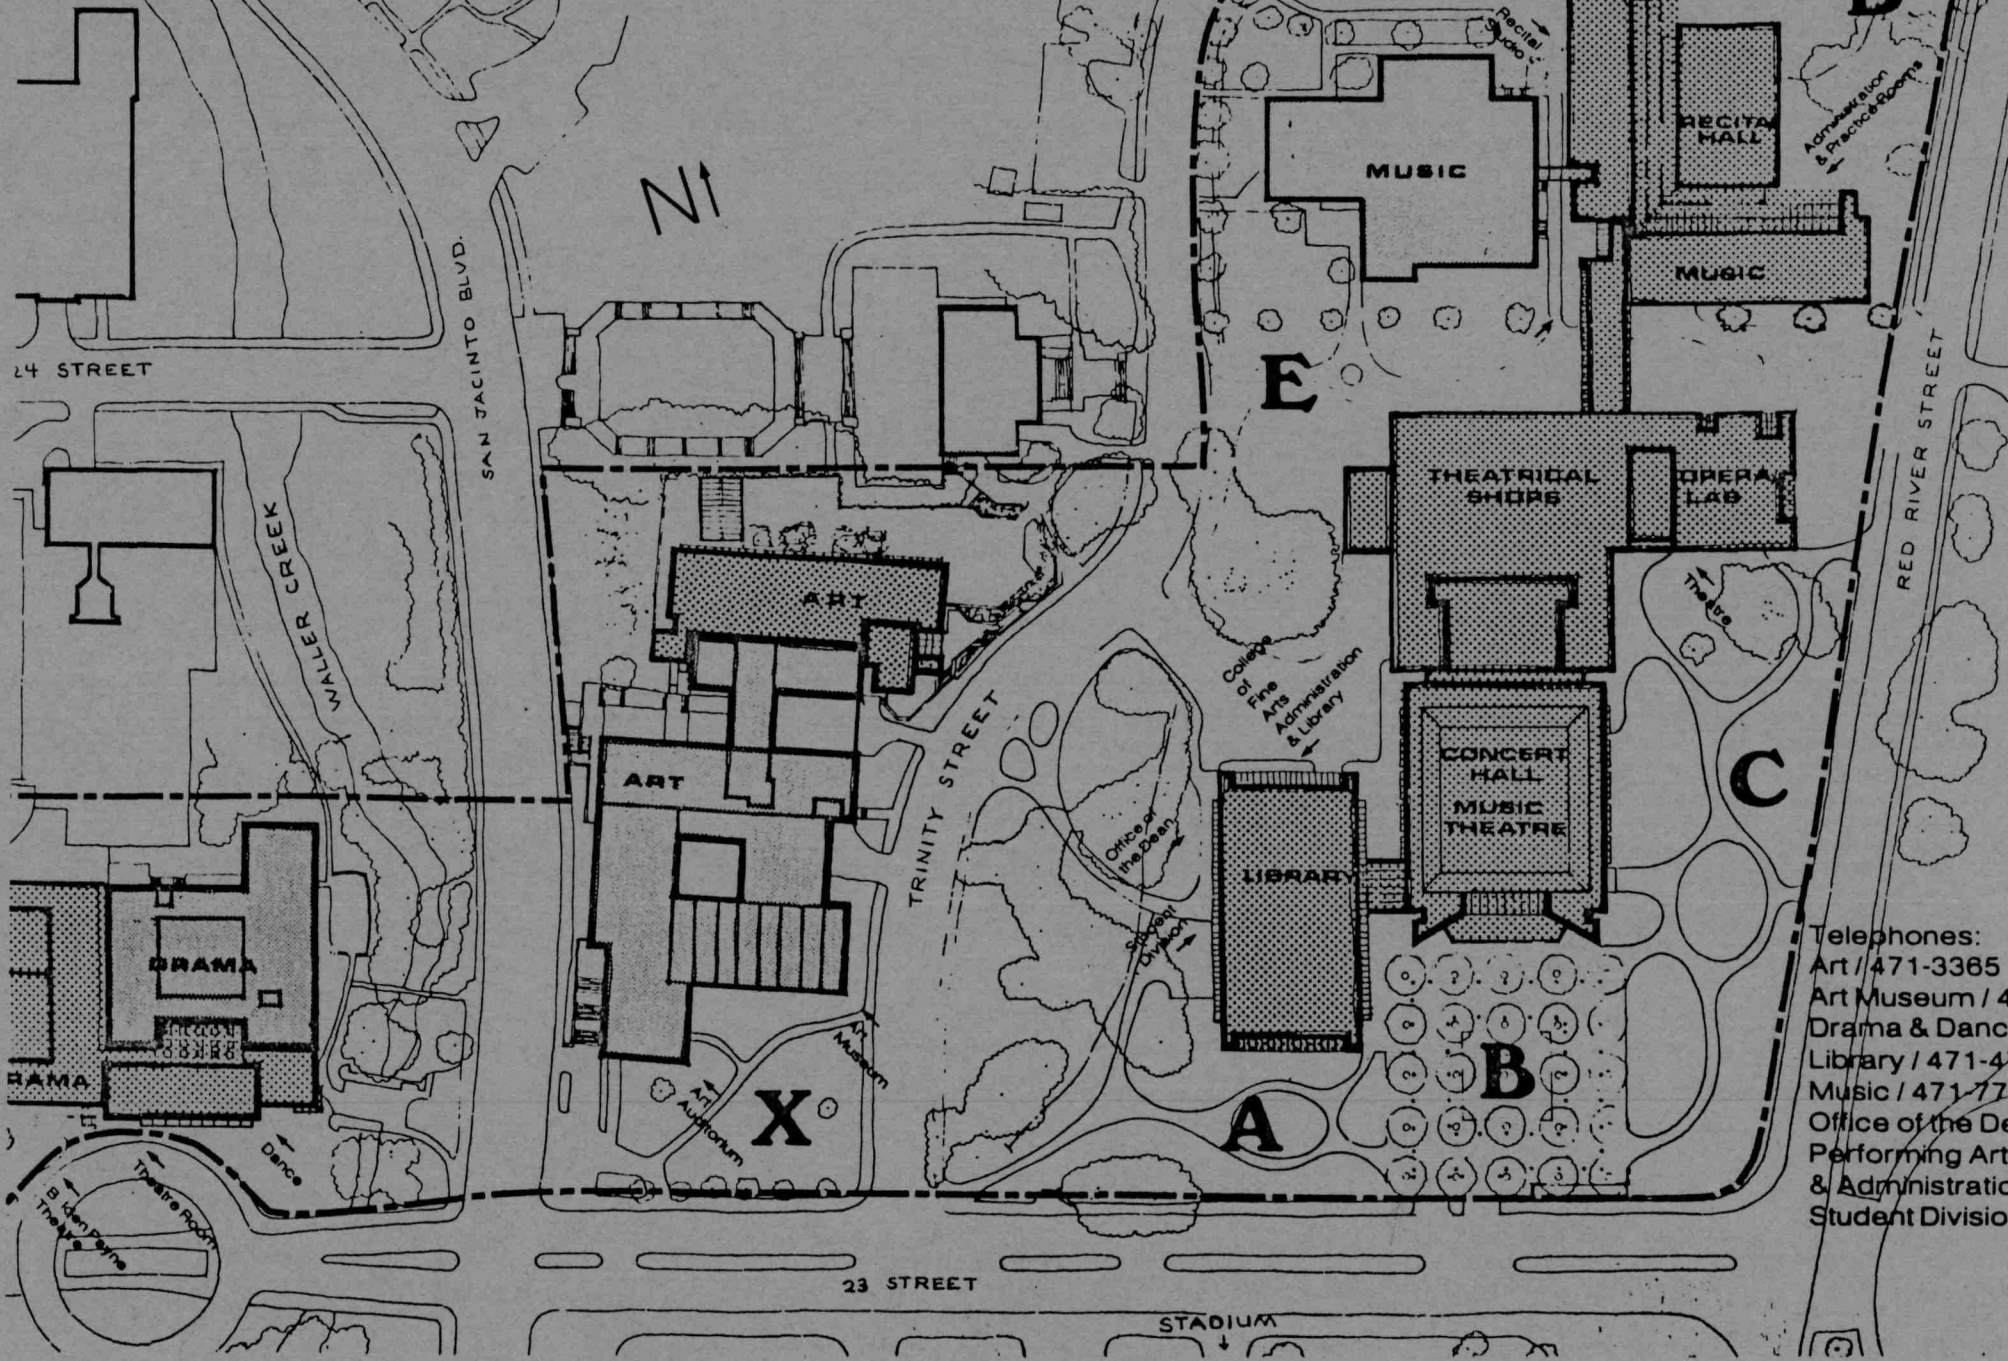 D
Recital
Studio
RECITA
HALL
Administration
& Practice Rooms
MUSIC
MUSIC
N
SAN JACINTO BLVD.
24 STREET
E
RED RIVER STREET
THEATRICAL
SHOPS
OPERA
LAB
WALLER CREEK
ART
Theatre
College
of
Fine
Arts
Administration
& Library
TRINITY STREET
ART
CONCERT
HALL
MUSIC
THEATRE
C
Office of
the Dean
LIBRARY
Student
Division
DRAMA
RAMA
Art
Museum
Art
Auditorium
X
A
B
Telephones:
Art / 471-3365
Art Museum / 4
Drama & Danc
Library / 471-4
Music / 471-77
Office of the De
Performing Art
& Administratio
Student Divisio
Dance
Theatre Room
B. Iden Payne
Theatre
23 STREET
STADIUM